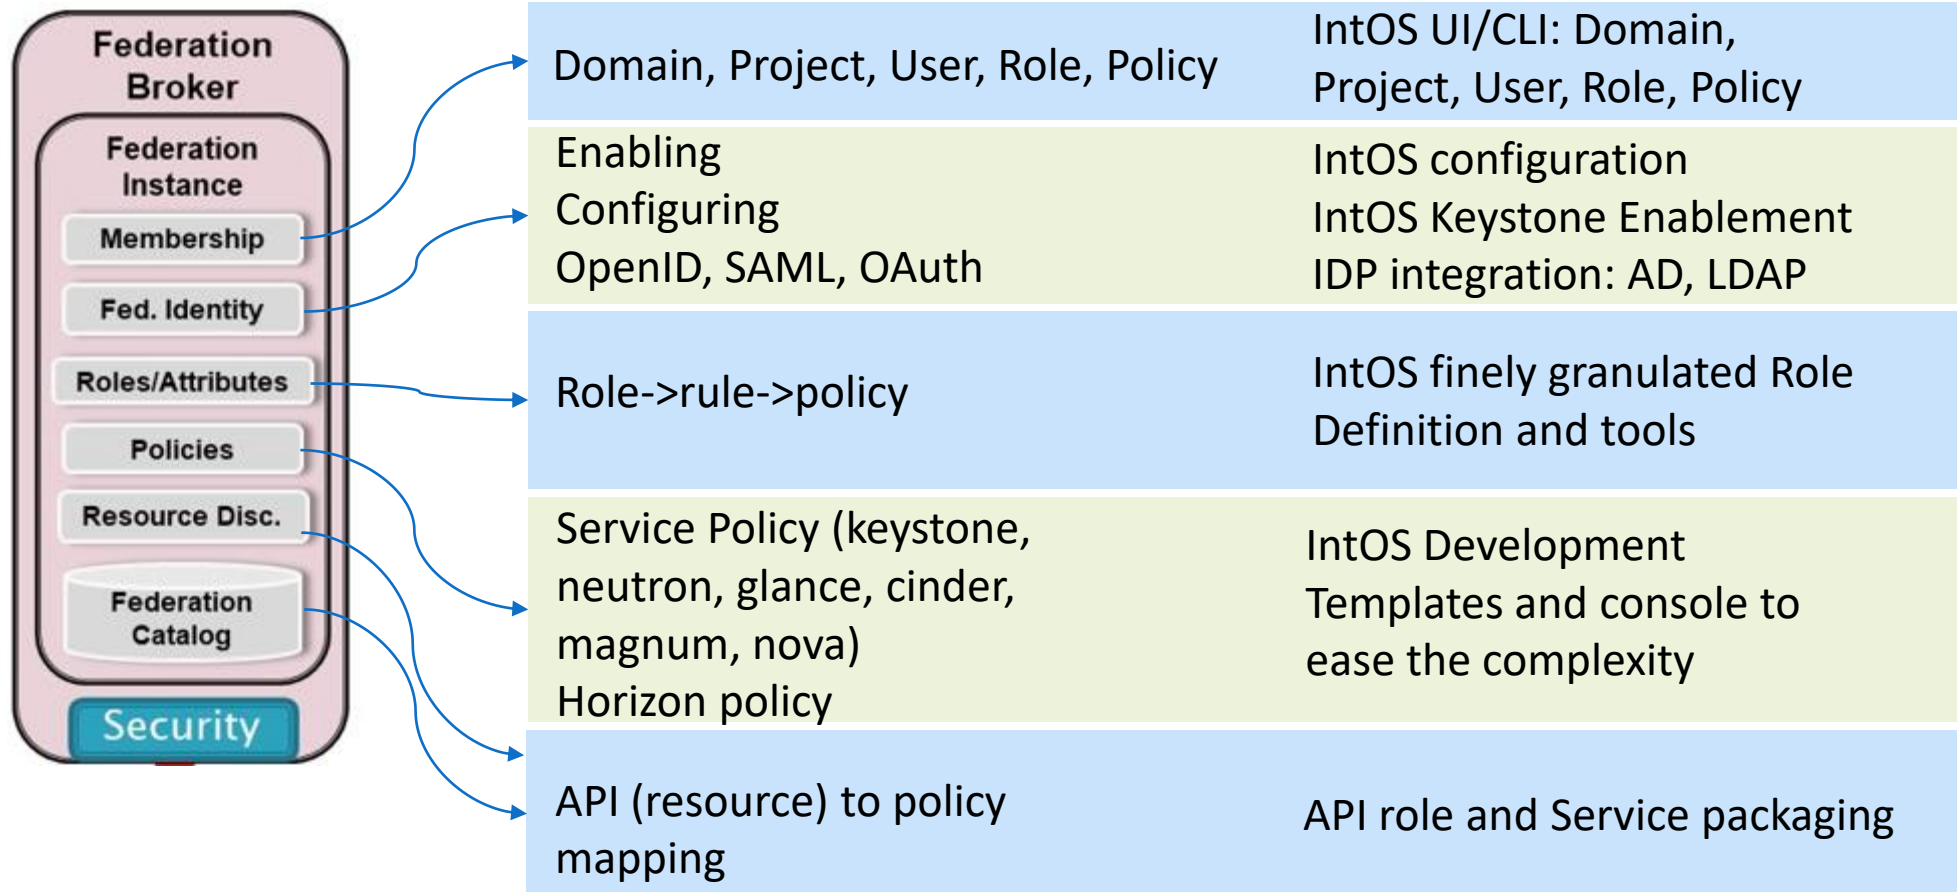 Federation
Broker
Federation
Instance
Membership
Fed. Identity
Roles/Attributes
Policies
Resource Disc.
Federation
Catalog
Security
Domain, Project, User, Role, Policy
IntOS UI/CLI: Domain,
Project, User, Role, Policy
Enabling
Configuring
OpenID, SAML, OAuth
IntOS configuration
IntOS Keystone Enablement
IDP integration: AD, LDAP
Role->rule->policy
IntOS finely granulated Role
Definition and tools
Service Policy (keystone,
neutron, glance, cinder,
magnum, nova)
Horizon policy
IntOS Development
Templates and console to
ease the complexity
API (resource) to policy
mapping
API role and Service packaging